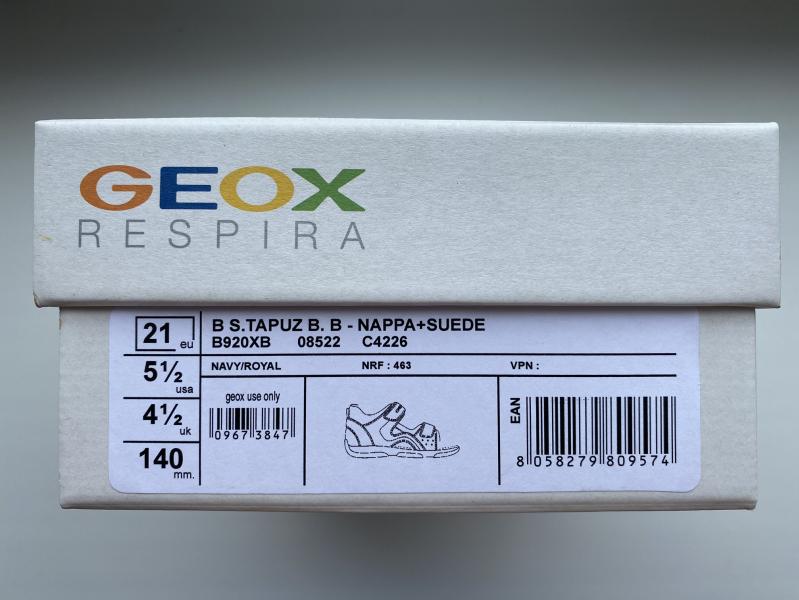 GEOX
RESPIRA
21 eu
B S.TAPUZ B. B - NAPPA+SUEDE
B920XB 08522 C4226
5½ usa
NAVY/ROYAL NRF : 463 VPN :
4½ uk
geox use only
0967 3847
EAN
8 058279 809574
140 mm.